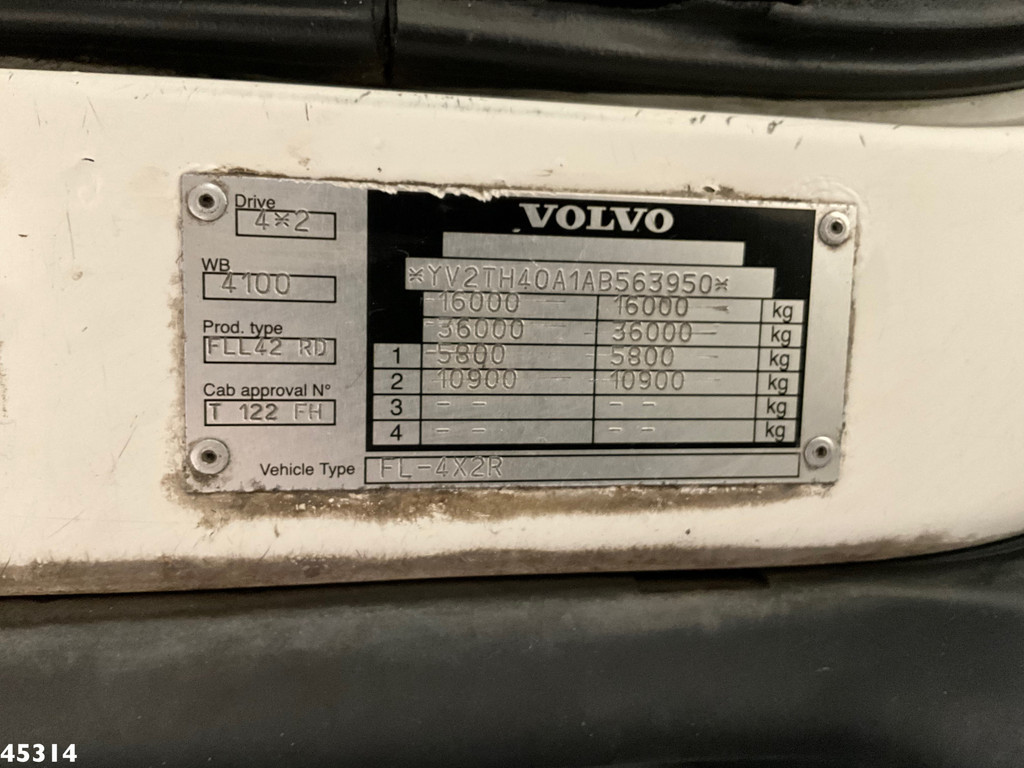 Drive
4×2
WB
4100
Prod. type
FLL42 RD
Cab approval N°
T 122 FH
VOLVO
*YV2TH40A1AB563950*
16000 16000 kg
36000 36000 kg
1 5800 5800 kg
2 10900 10900 kg
3 - - - - kg
4 - - - - kg
Vehicle Type FL-4X2R
45314